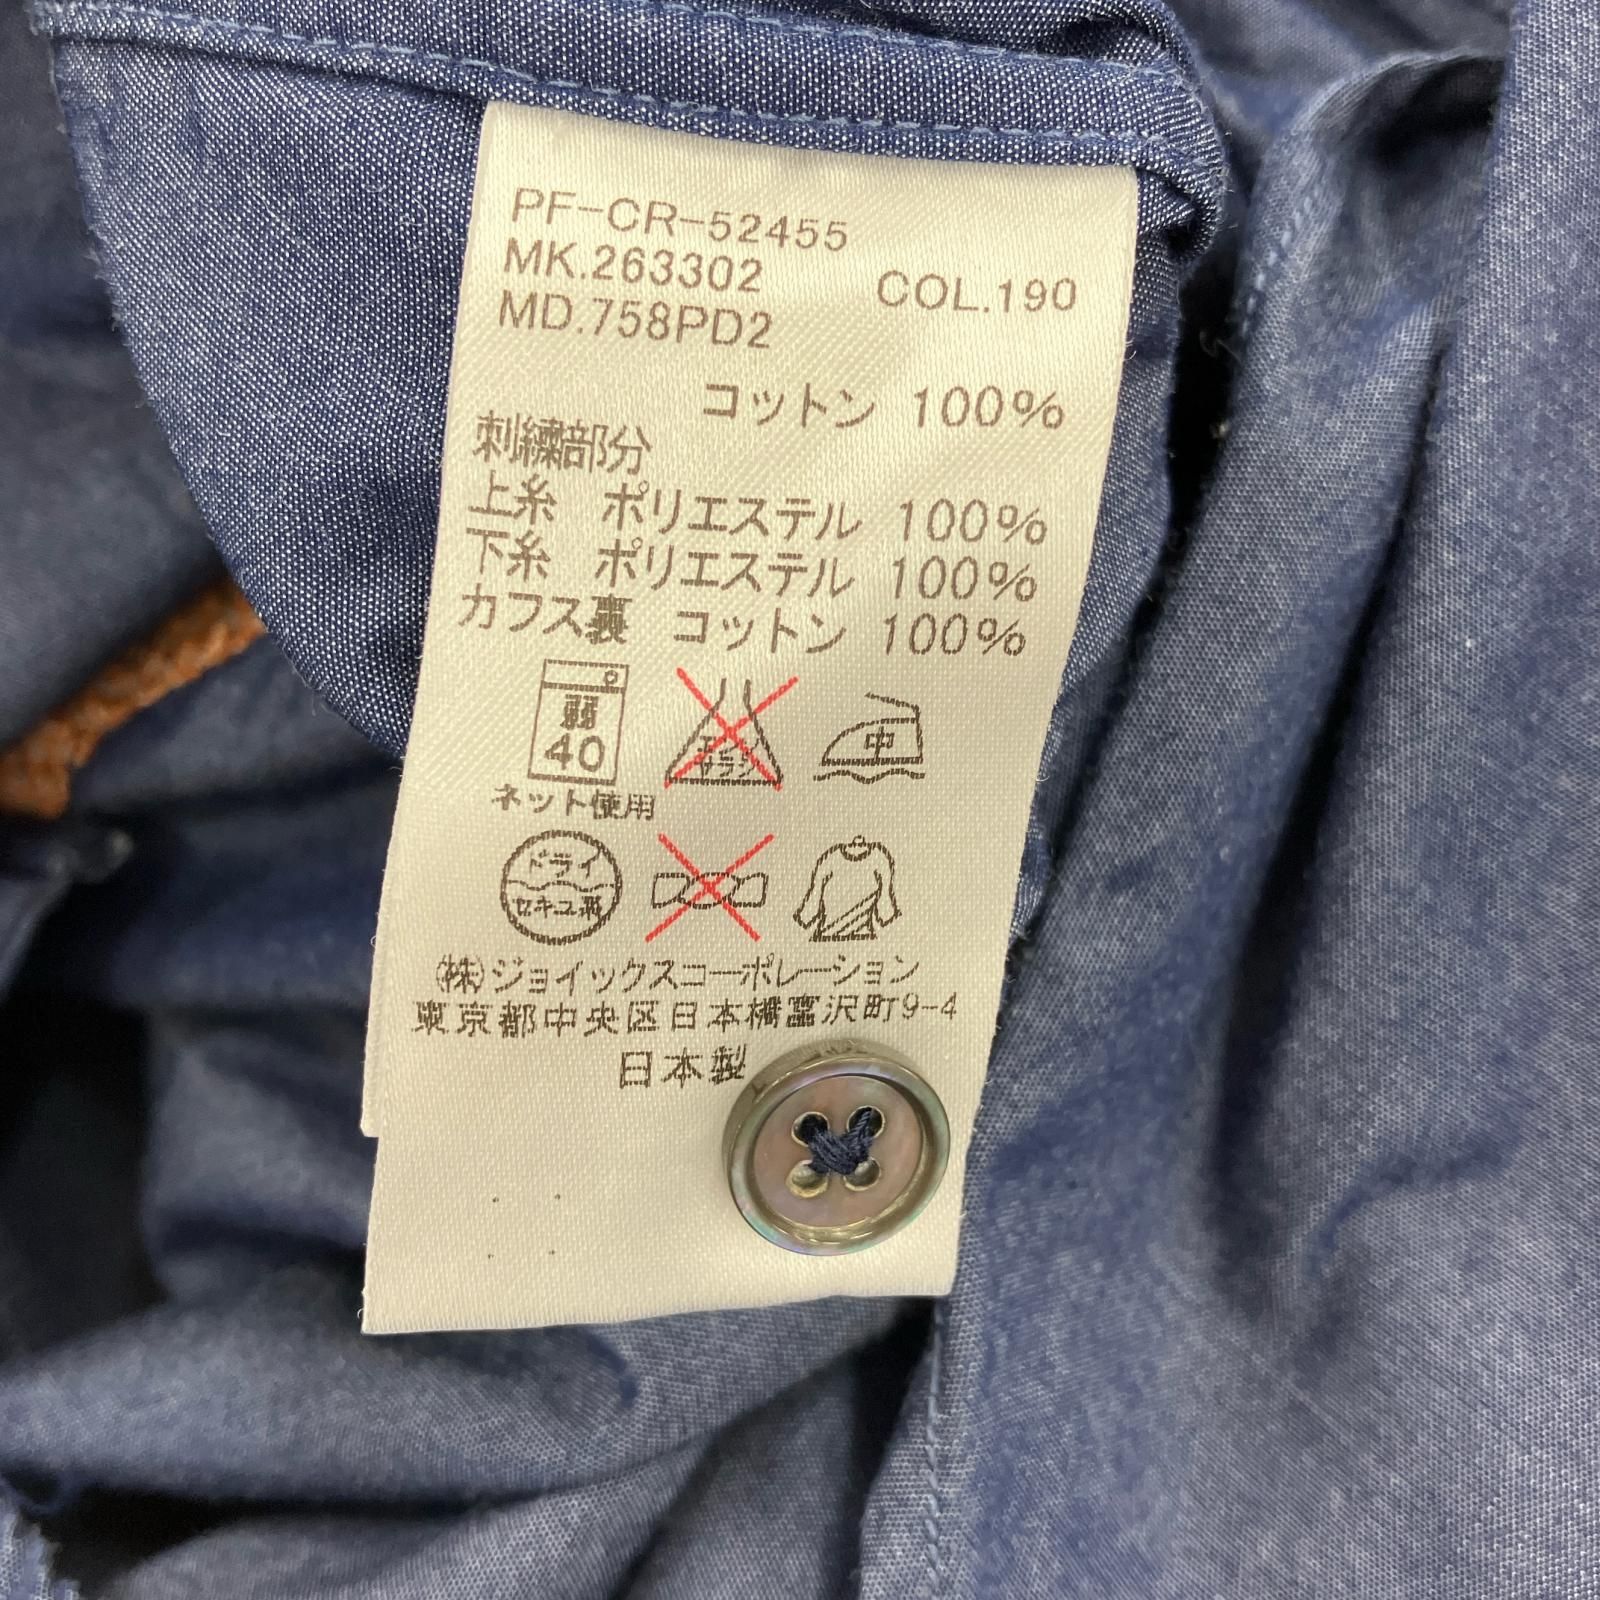 PF-CR-52455
MK.263302 COL.190
MD.758PD2
コットン 100%
刺繍部分
上糸 ポリエステル 100%
下糸 ポリエステル 100%
カフス裏 コットン 100%
弱
40
ネット使用
エンソ
サラシ
中
ドライ
セキユ系
㈱ジョイックスコーポレーション
東京都中央区日本橋富沢町9-4
日本製